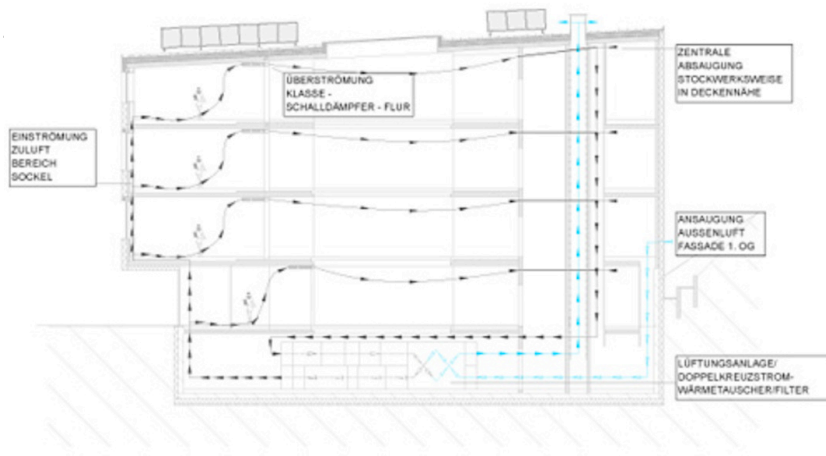 ZENTRALE
ABSAUGUNG
STOCKWERKSWEISE
IN DECKENNÄHE
ÜBERSTRÖMUNG
KLASSE -
SCHALLDÄMPFER - FLUR
EINSTRÖMUNG
ZULUFT
BEREICH
SOCKEL
ANSAUGUNG
AUSSENLUFT
FASSADE 1. OG
LÜFTUNGSANLAGE/
DOPPELKREUZSTROM-
WÄRMETAUSCHER/FILTER